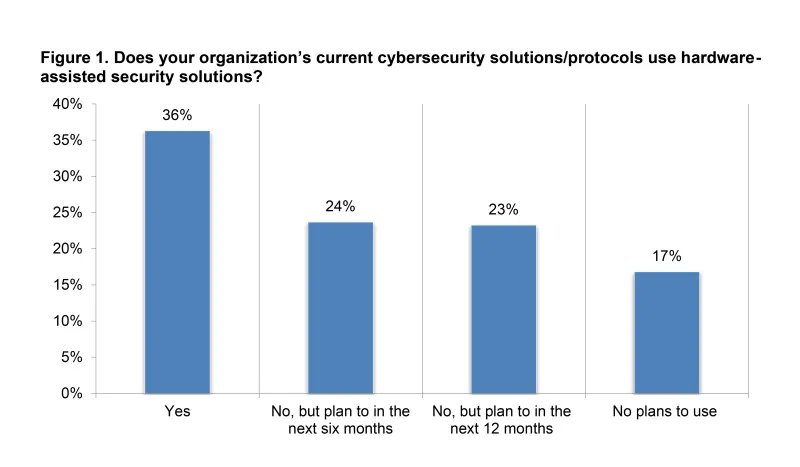 Figure 1. Does your organization’s current cybersecurity solutions/protocols use hardware-
assisted security solutions?
40%
35%
30%
25%
20%
15%
10%
5%
0%
36%
24%
23%
17%
Yes
No, but plan to in the
next six months
No, but plan to in the
next 12 months
No plans to use